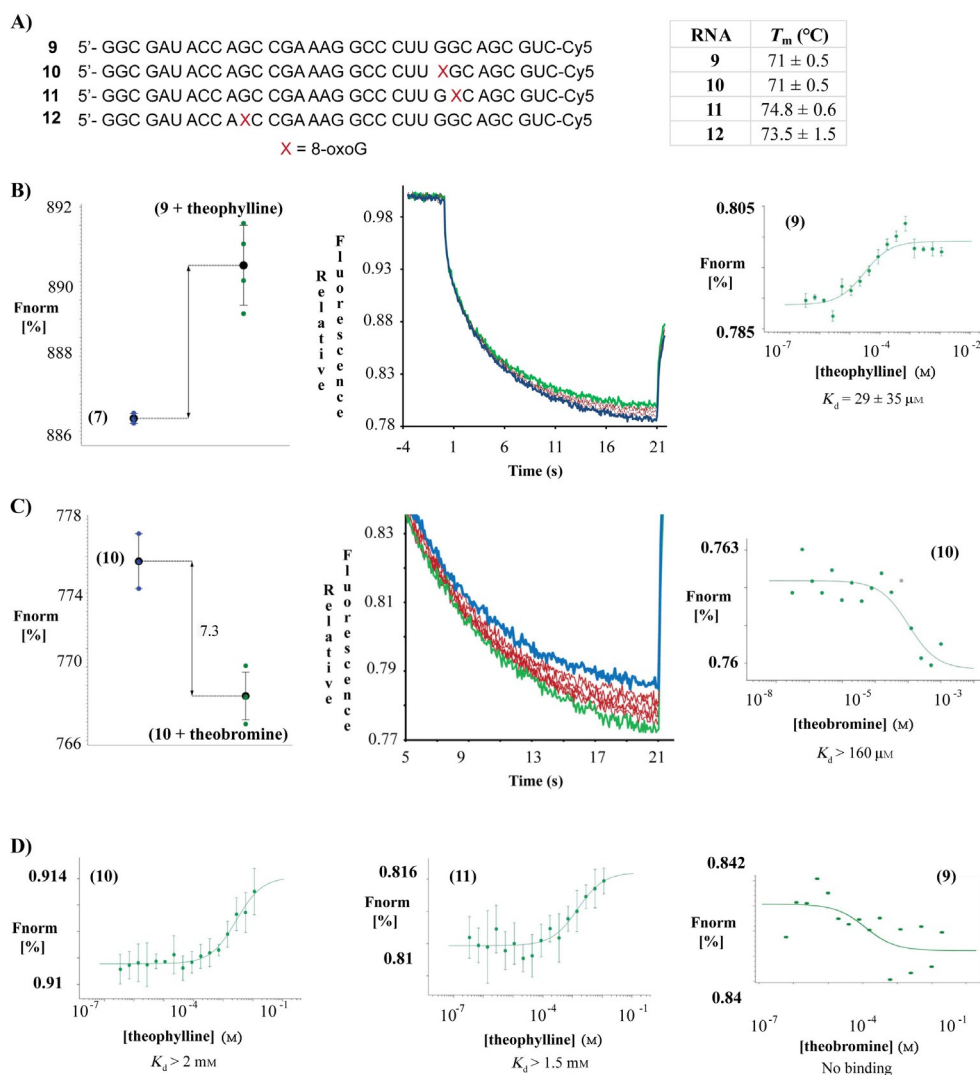 A)
9 5'- GGC GAU ACC AGC CGA AAG GCC CUU GGC AGC GUC-Cy5
10 5'- GGC GAU ACC AGC CGA AAG GCC CUU XGC AGC GUC-Cy5
11 5'- GGC GAU ACC AGC CGA AAG GCC CUU GXC AGC GUC-Cy5
12 5'- GGC GAU ACC AXC CGA AAG GCC CUU GGC AGC GUC-Cy5
X = 8-oxoG
RNA Tm (°C)
9 71 ± 0.5
10 71 ± 0.5
11 74.8 ± 0.6
12 73.5 ± 1.5
B)
892
890
888
886
Fnorm
[%]
(9 + theophylline)
(7)
Relative
Fluorescence
0.98
0.93
0.88
0.83
0.78
-4 1 6 11 16 21
Time (s)
0.805
Fnorm
[%]
0.785
(9)
10-7 10-4 10-2
[theophylline] (M)
Kd = 29 ± 35 µM
C)
778
774
770
766
Fnorm
[%]
(10)
7.3
(10 + theobromine)
Relative
Fluorescence
0.83
0.81
0.79
0.77
5 9 13 17 21
Time (s)
0.763
Fnorm
[%]
0.76
(10)
10-8 10-5 10-3
[theobromine] (M)
Kd > 160 µM
D)
0.914
Fnorm
[%]
0.91
(10)
10-7 10-4 10-1
[theophylline] (M)
Kd > 2 mM
0.816
Fnorm
[%]
0.81
(11)
10-7 10-4 10-1
[theophylline] (M)
Kd > 1.5 mM
0.842
Fnorm
[%]
0.84
(9)
10-7 10-4 10-1
[theobromine] (M)
No binding